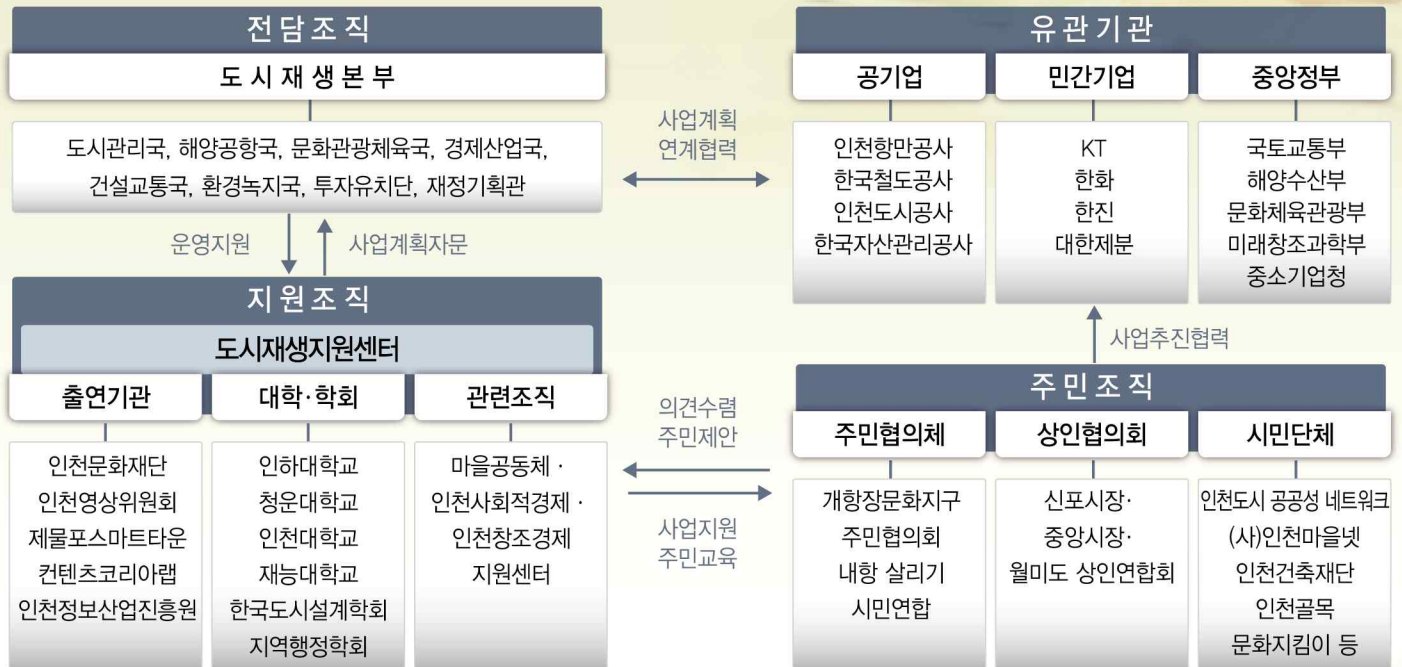 전담조직
도시재생본부
도시관리국, 해양공항국, 문화관광체육국, 경제산업국,
건설교통국, 환경녹지국, 투자유치단, 재정기획관
운영지원
사업계획자문
사업계획
연계협력
유관기관
공기업
인천항만공사
한국철도공사
인천도시공사
한국자산관리공사
민간기업
KT
한화
한진
대한제분
중앙정부
국토교통부
해양수산부
문화체육관광부
미래창조과학부
중소기업청
지원조직
도시재생지원센터
출연기관
인천문화재단
인천영상위원회
제물포스마트타운
컨텐츠코리아랩
인천정보산업진흥원
대학·학회
인하대학교
청운대학교
인천대학교
재능대학교
한국도시설계학회
지역행정학회
관련조직
마을공동체 ·
인천사회적경제 ·
인천창조경제
지원센터
의견수렴
주민제안
사업지원
주민교육
사업추진협력
주민조직
주민협의체
개항장문화지구
주민협의회
내항 살리기
시민연합
상인협의회
신포시장·
중앙시장·
월미도 상인연합회
시민단체
인천도시 공공성 네트워크
(사)인천마을넷
인천건축재단
인천골목
문화지킴이 등